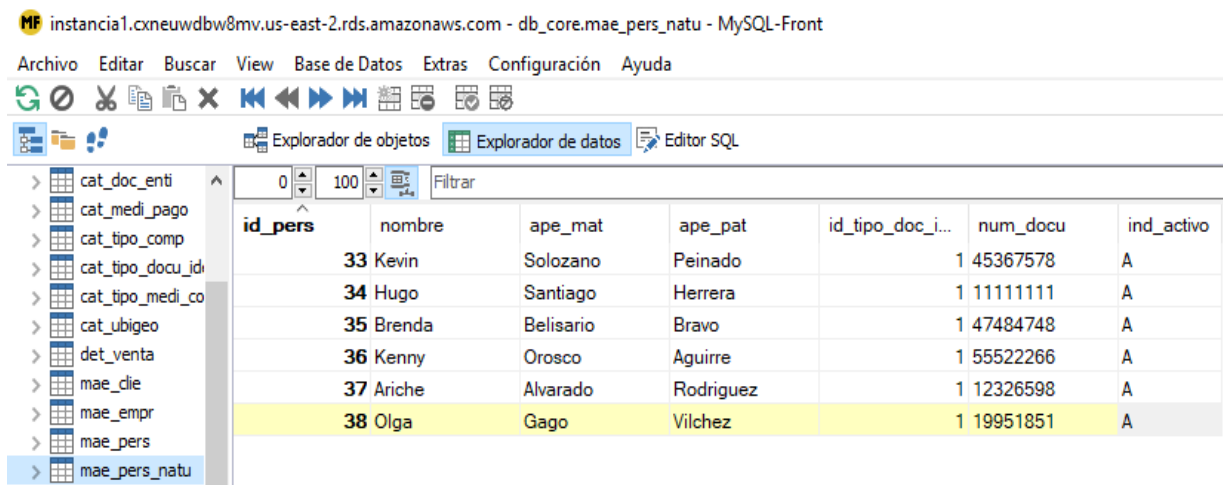 MF instancia1.cxneuwdbw8mv.us-east-2.rds.amazonaws.com - db_core.mae_pers_natu - MySQL-Front
Archivo Editar Buscar View Base de Datos Extras Configuración Ayuda
Explorador de objetos Explorador de datos Editor SQL
cat_doc_enti
cat_medi_pago
cat_tipo_comp
cat_tipo_docu_id
cat_tipo_medi_co
cat_ubigeo
det_venta
mae_clie
mae_empr
mae_pers
mae_pers_natu
0 100 Filtrar
id_pers nombre ape_mat ape_pat id_tipo_doc_i... num_docu ind_activo
33 Kevin Solozano Peinado 1 45367578 A
34 Hugo Santiago Herrera 1 11111111 A
35 Brenda Belisario Bravo 1 47484748 A
36 Kenny Orosco Aguirre 1 55522266 A
37 Ariche Alvarado Rodriguez 1 12326598 A
38 Olga Gago Vilchez 1 19951851 A